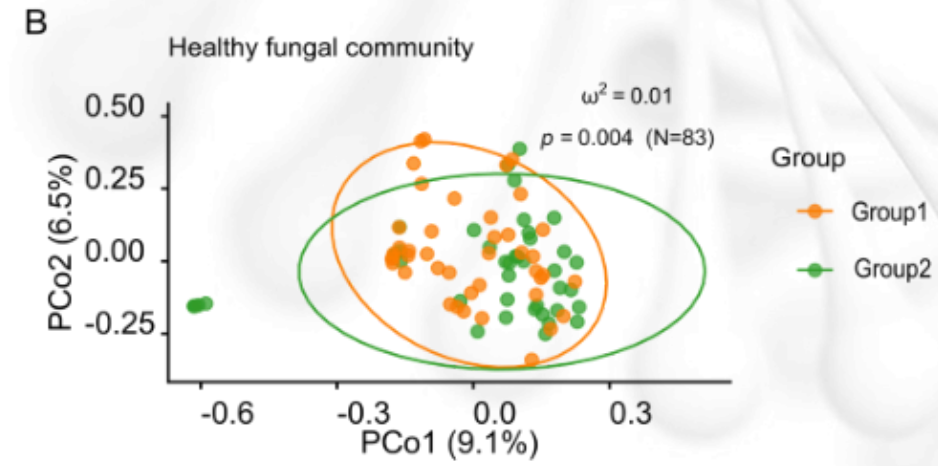 B
Healthy fungal community
ω² = 0.01
p = 0.004 (N=83)
0.50
0.25
0.00
-0.25
PCo2 (6.5%)
-0.6 -0.3 0.0 0.3
PCo1 (9.1%)
Group
Group1
Group2